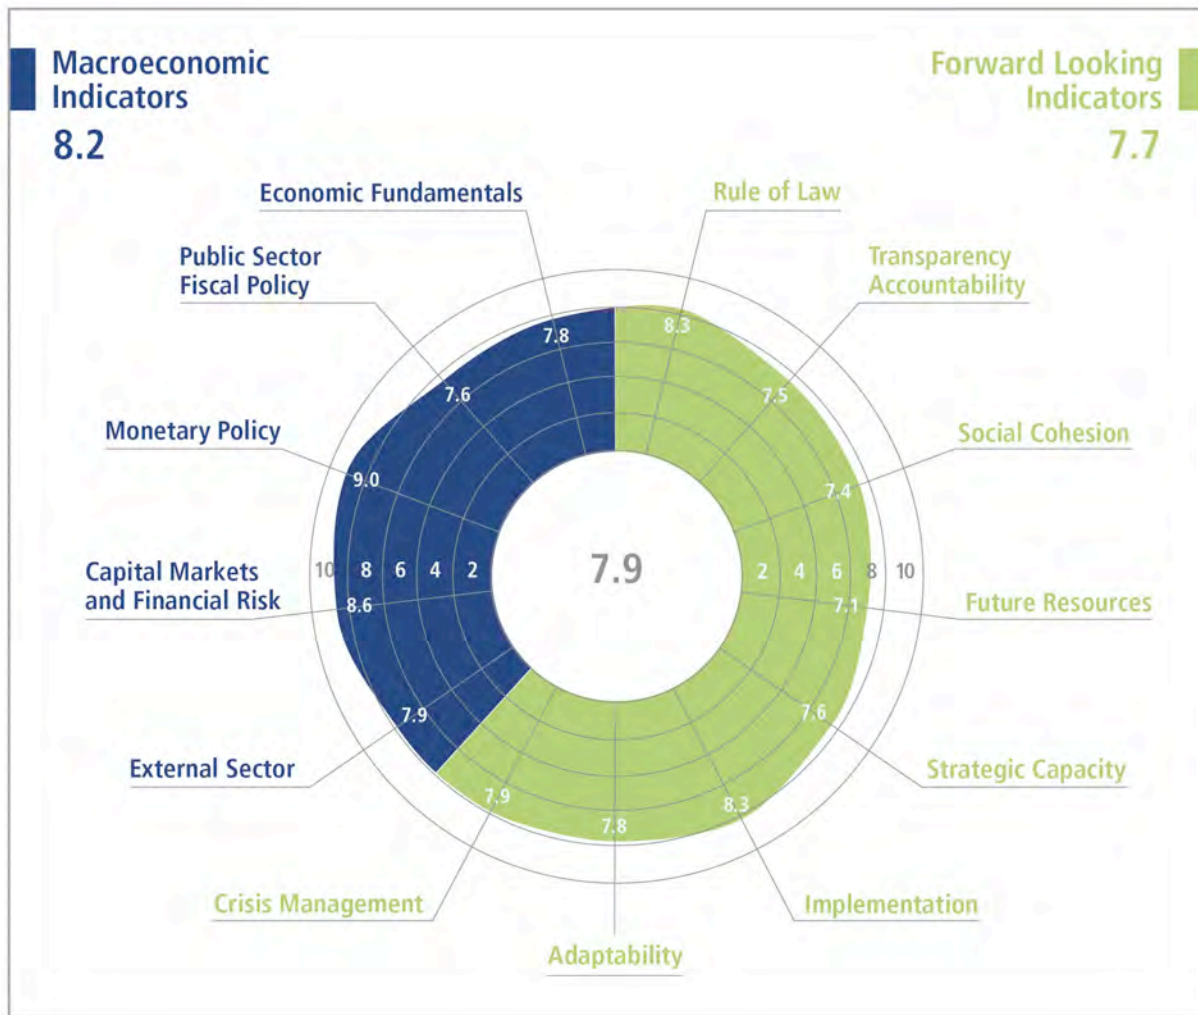 Macroeconomic
Indicators
8.2
Forward Looking
Indicators
7.7
Economic Fundamentals
Rule of Law
Public Sector
Fiscal Policy
Transparency
Accountability
7.8
8.3
7.6
7.5
Monetary Policy
Social Cohesion
9.0
7.4
Capital Markets
and Financial Risk
10 8 6 4 2
7.9
2 4 6 8 10
8.6
7.1
Future Resources
7.9
7.6
External Sector
Strategic Capacity
7.9
8.3
7.8
Crisis Management
Implementation
Adaptability